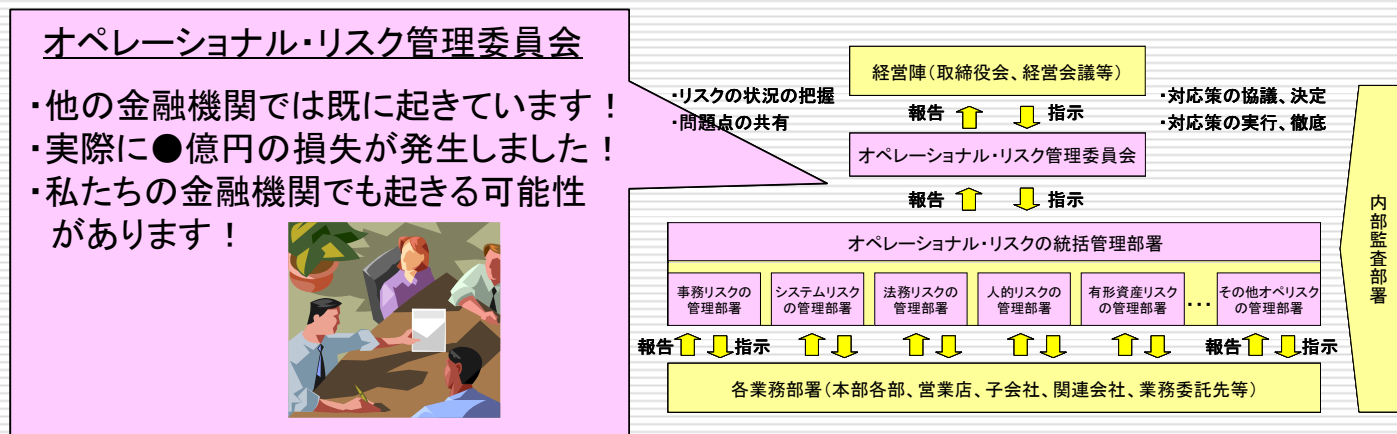 オペレーショナル・リスク管理委員会
・他の金融機関では既に起きています！
・実際に●億円の損失が発生しました！
・私たちの金融機関でも起きる可能性
があります！
経営陣（取締役会、経営会議等）
・リスクの状況の把握
・問題点の共有
報告
指示
・対応策の協議、決定
・対応策の実行、徹底
オペレーショナル・リスク管理委員会
報告
指示
オペレーショナル・リスクの統括管理部署
事務リスクの
管理部署
システムリスク
の管理部署
法務リスクの
管理部署
人的リスクの
管理部署
有形資産リスク
の管理部署
・・・
その他オペリスク
の管理部署
報告
指示
報告
指示
各業務部署（本部各部、営業店、子会社、関連会社、業務委託先等）
内部監査部署